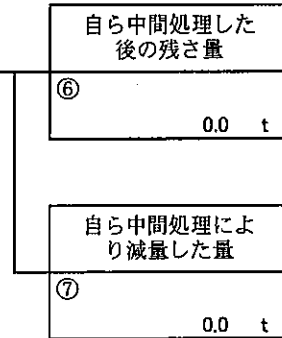 自ら中間処理した
後の残さ量
⑥
0.0 t
自ら中間処理によ
り減量した量
⑦
0.0 t